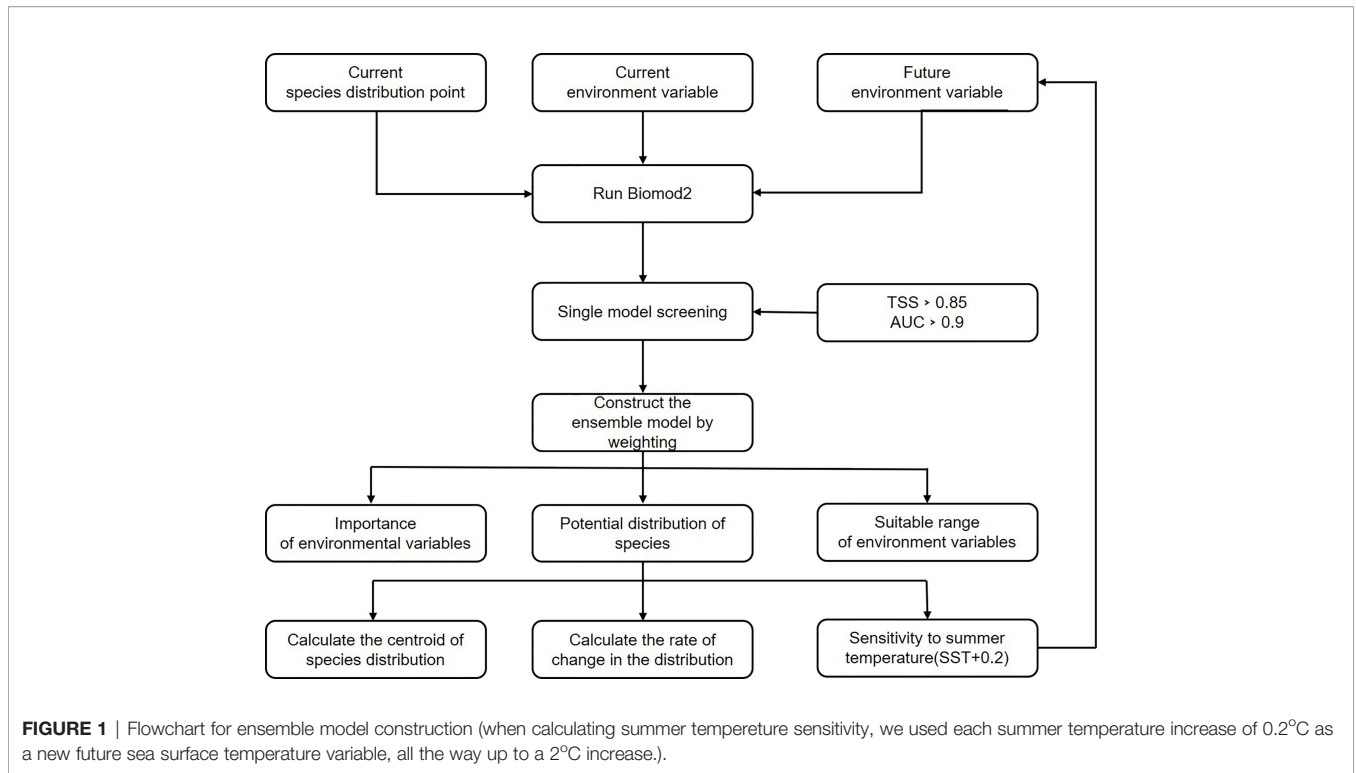 Current
species distribution point
Current
environment variable
Future
environment variable
Run Biomod2
Single model screening
TSS > 0.85
AUC > 0.9
Construct the
ensemble model by
weighting
Importance
of environmental variables
Potential distribution of
species
Suitable range
of environment variables
Calculate the centroid of
species distribution
Calculate the rate of
change in the distribution
Sensitivity to summer
temperature(SST+0.2)
FIGURE 1 | Flowchart for ensemble model construction (when calculating summer tempereture sensitivity, we used each summer temperature increase of 0.2°C as
a new future sea surface temperature variable, all the way up to a 2°C increase.).